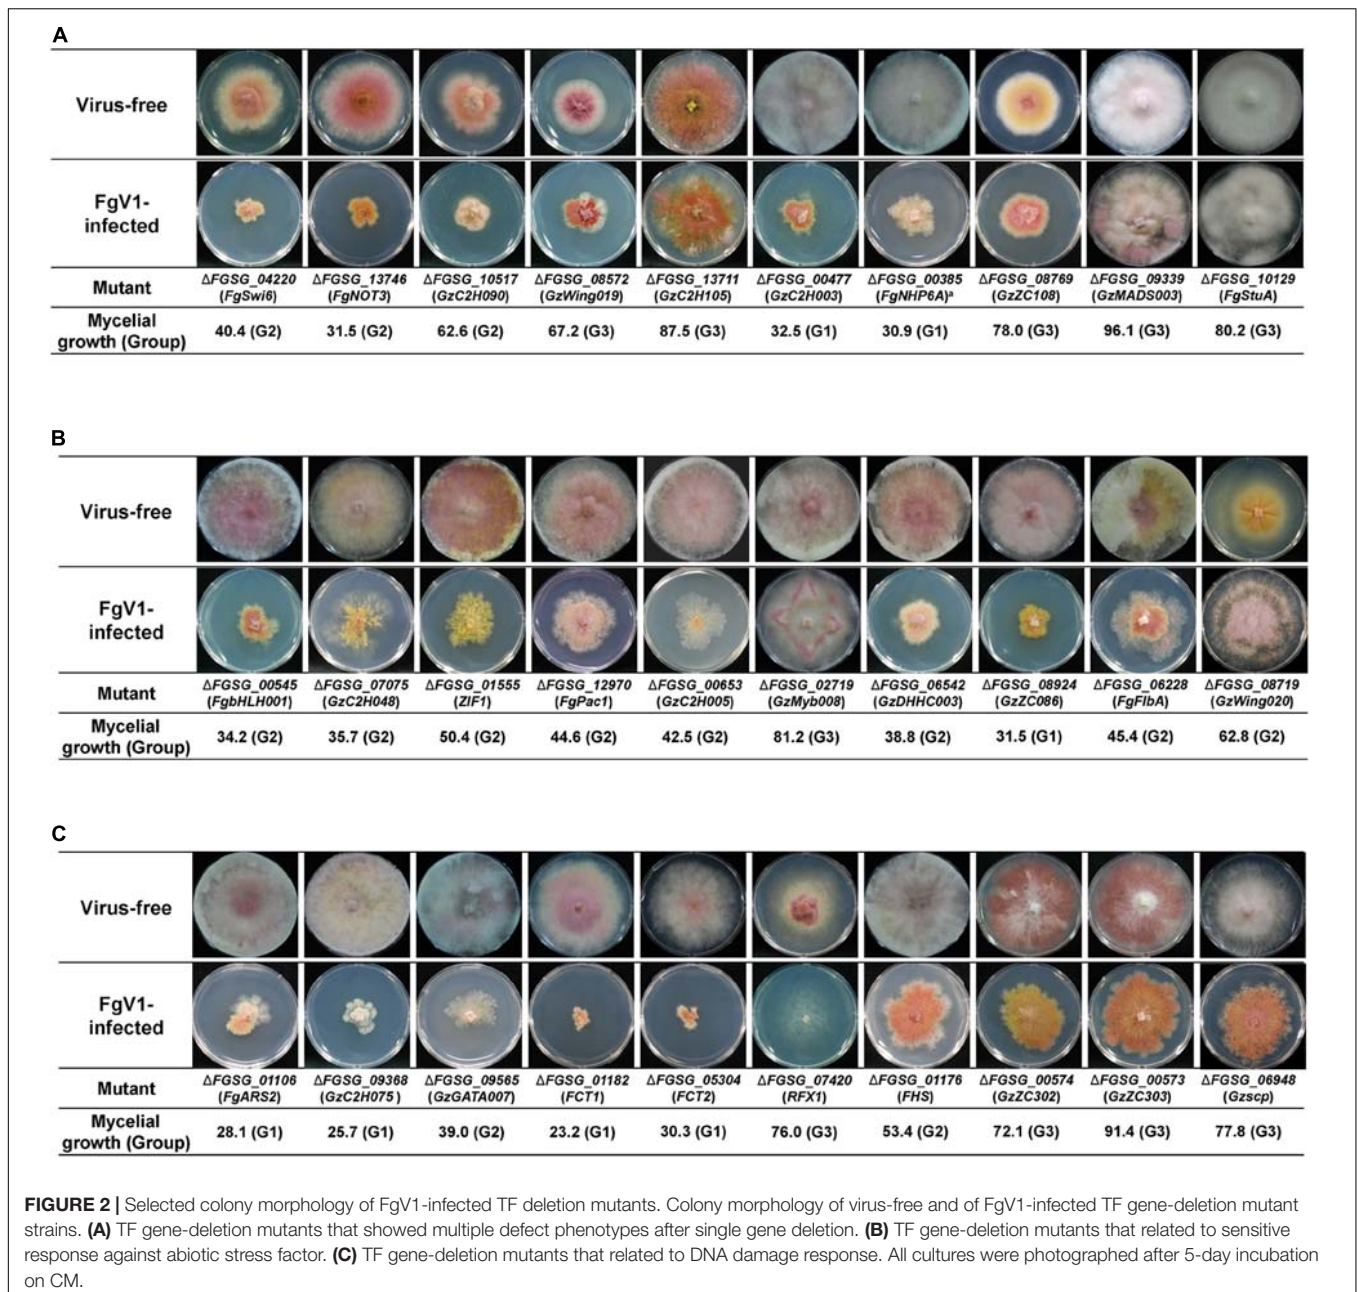 A
Virus-free
FgV1-
infected
Mutant
ΔFGSG_04220 ΔFGSG_13746 ΔFGSG_10517 ΔFGSG_08572 ΔFGSG_13711 ΔFGSG_00477 ΔFGSG_00385 ΔFGSG_08769 ΔFGSG_09339 ΔFGSG_10129
(FgSwi6) (FgNOT3) (GzC2H090) (GzWing019) (GzC2H105) (GzC2H003) (FgNHP6A)ª (GzZC108) (GzMADS003) (FgStuA)
Mycelial
growth (Group)
40.4 (G2) 31.5 (G2) 62.6 (G2) 67.2 (G3) 87.5 (G3) 32.5 (G1) 30.9 (G1) 78.0 (G3) 96.1 (G3) 80.2 (G3)
B
Virus-free
FgV1-
infected
Mutant
ΔFGSG_00545 ΔFGSG_07075 ΔFGSG_01555 ΔFGSG_12970 ΔFGSG_00653 ΔFGSG_02719 ΔFGSG_06542 ΔFGSG_08924 ΔFGSG_06228 ΔFGSG_08719
(FgbHLH001) (GzC2H048) (ZIF1) (FgPac1) (GzC2H005) (GzMyb008) (GzDHHC003) (GzZC086) (FgFlbA) (GzWing020)
Mycelial
growth (Group)
34.2 (G2) 35.7 (G2) 50.4 (G2) 44.6 (G2) 42.5 (G2) 81.2 (G3) 38.8 (G2) 31.5 (G1) 45.4 (G2) 62.8 (G2)
C
Virus-free
FgV1-
infected
Mutant
ΔFGSG_01106 ΔFGSG_09368 ΔFGSG_09565 ΔFGSG_01182 ΔFGSG_05304 ΔFGSG_07420 ΔFGSG_01176 ΔFGSG_00574 ΔFGSG_00573 ΔFGSG_06948
(FgARS2) (GzC2H075 ) (GzGATA007) (FCT1) (FCT2) (RFX1) (FHS) (GzZC302) (GzZC303) (Gzscp)
Mycelial
growth (Group)
28.1 (G1) 25.7 (G1) 39.0 (G2) 23.2 (G1) 30.3 (G1) 76.0 (G3) 53.4 (G2) 72.1 (G3) 91.4 (G3) 77.8 (G3)
FIGURE 2 | Selected colony morphology of FgV1-infected TF deletion mutants. Colony morphology of virus-free and of FgV1-infected TF gene-deletion mutant
strains. (A) TF gene-deletion mutants that showed multiple defect phenotypes after single gene deletion. (B) TF gene-deletion mutants that related to sensitive
response against abiotic stress factor. (C) TF gene-deletion mutants that related to DNA damage response. All cultures were photographed after 5-day incubation
on CM.